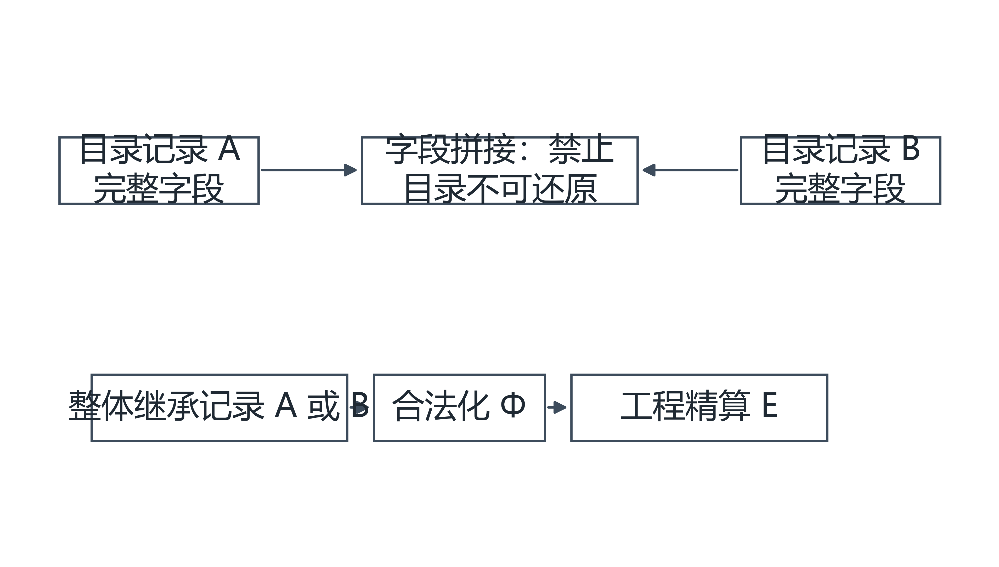 目录记录 A
完整字段
字段拼接：禁止
目录不可还原
目录记录 B
完整字段
整体继承记录 A 或 B
合法化 Φ
工程精算 E